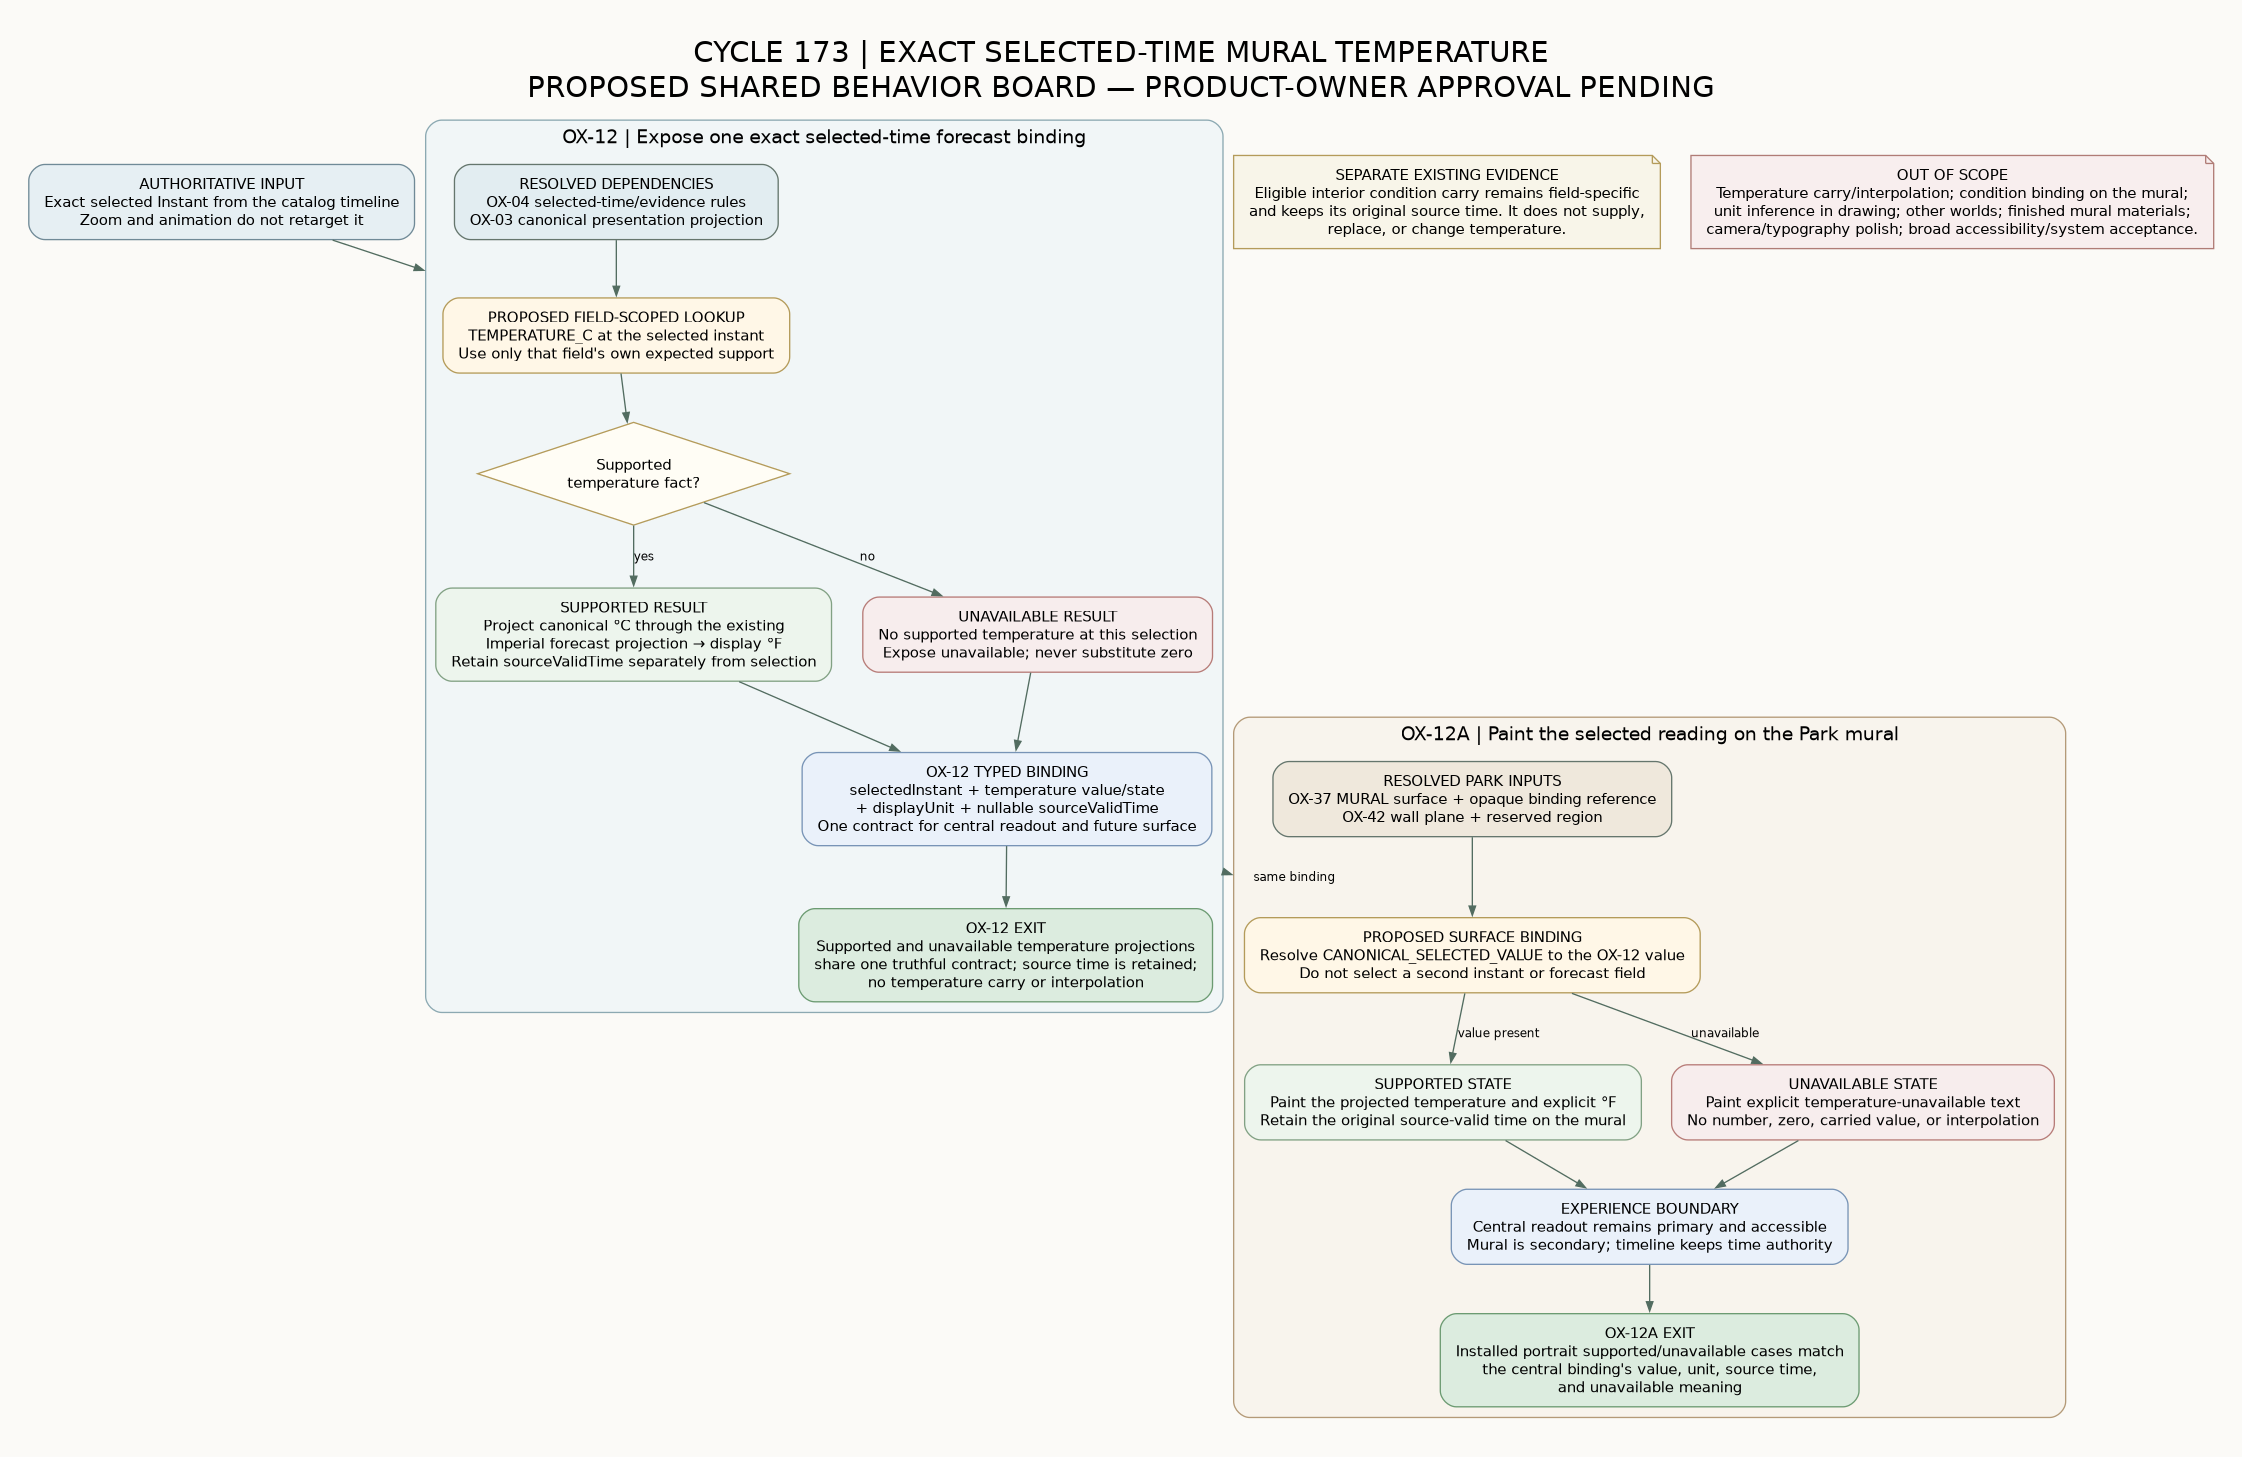 CYCLE 173 | EXACT SELECTED-TIME MURAL TEMPERATURE
PROPOSED SHARED BEHAVIOR BOARD — PRODUCT-OWNER APPROVAL PENDING
AUTHORITATIVE INPUT
Exact selected Instant from the catalog timeline
Zoom and animation do not retarget it
OX-12 | Expose one exact selected-time forecast binding
RESOLVED DEPENDENCIES
OX-04 selected-time/evidence rules
OX-03 canonical presentation projection
PROPOSED FIELD-SCOPED LOOKUP
TEMPERATURE_C at the selected instant
Use only that field's own expected support
Supported
temperature fact?
yes
no
SUPPORTED RESULT
Project canonical °C through the existing
Imperial forecast projection → display °F
Retain sourceValidTime separately from selection
UNAVAILABLE RESULT
No supported temperature at this selection
Expose unavailable; never substitute zero
OX-12 TYPED BINDING
selectedInstant + temperature value/state
+ displayUnit + nullable sourceValidTime
One contract for central readout and future surface
OX-12 EXIT
Supported and unavailable temperature projections
share one truthful contract; source time is retained;
no temperature carry or interpolation
SEPARATE EXISTING EVIDENCE
Eligible interior condition carry remains field-specific
and keeps its original source time. It does not supply,
replace, or change temperature.
OUT OF SCOPE
Temperature carry/interpolation; condition binding on the mural;
unit inference in drawing; other worlds; finished mural materials;
camera/typography polish; broad accessibility/system acceptance.
same binding
OX-12A | Paint the selected reading on the Park mural
RESOLVED PARK INPUTS
OX-37 MURAL surface + opaque binding reference
OX-42 wall plane + reserved region
PROPOSED SURFACE BINDING
Resolve CANONICAL_SELECTED_VALUE to the OX-12 value
Do not select a second instant or forecast field
value present
unavailable
SUPPORTED STATE
Paint the projected temperature and explicit °F
Retain the original source-valid time on the mural
UNAVAILABLE STATE
Paint explicit temperature-unavailable text
No number, zero, carried value, or interpolation
EXPERIENCE BOUNDARY
Central readout remains primary and accessible
Mural is secondary; timeline keeps time authority
OX-12A EXIT
Installed portrait supported/unavailable cases match
the central binding's value, unit, source time,
and unavailable meaning